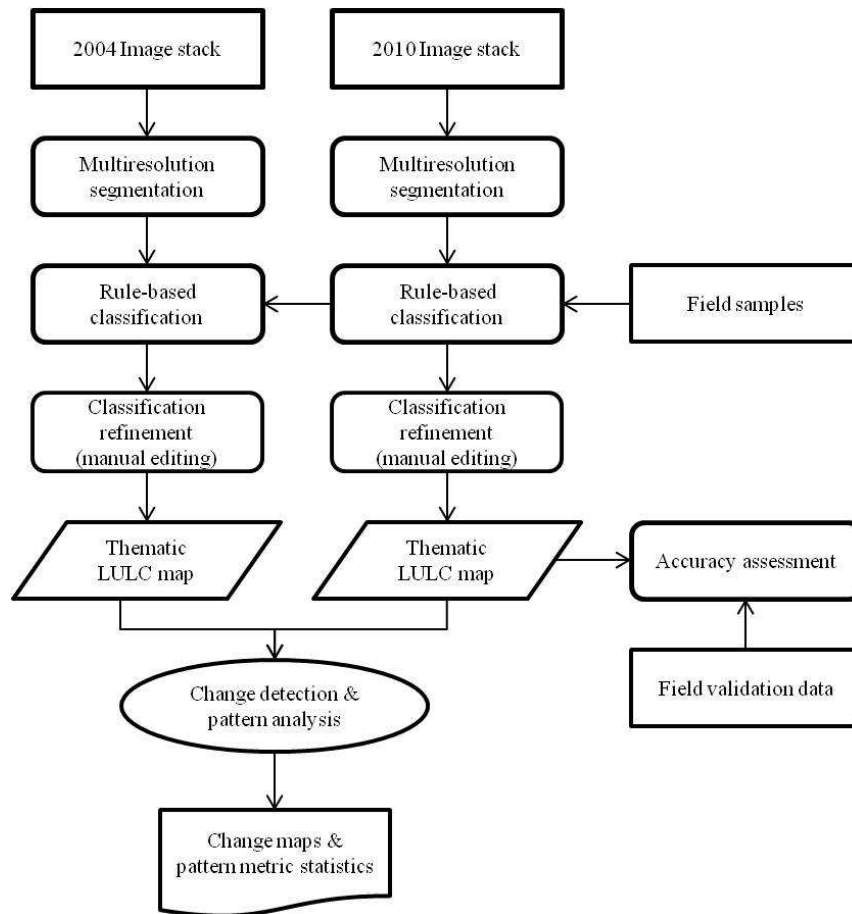 2004 Image stack
2010 Image stack
Multiresolution
segmentation
Multiresolution
segmentation
Rule-based
classification
Rule-based
classification
Field samples
Classification
refinement
(manual editing)
Classification
refinement
(manual editing)
Thematic
LULC map
Thematic
LULC map
Accuracy assessment
Change detection &
pattern analysis
Field validation data
Change maps &
pattern metric statistics